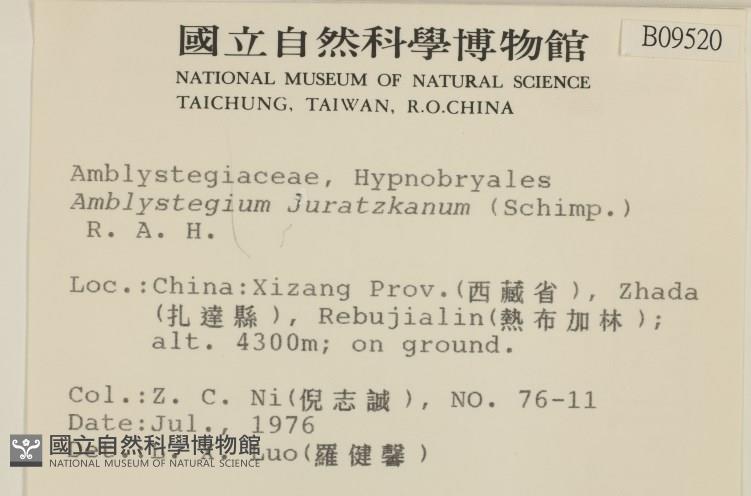 國立自然科學博物館
B09520
NATIONAL MUSEUM OF NATURAL SCIENCE
TAICHUNG, TAIWAN, R.O.CHINA
Amblystegiaceae, Hypnobryales
Amblystegium Juratzkanum (Schimp.)
R. A. H.
Loc.:China:Xizang Prov.(西藏省), Zhada
(扎達縣), Rebujialin(熱布加林);
alt. 4300m; on ground.
Col.:Z. C. Ni(倪志誠), NO. 76-11
Date:Jul., 1976
Luo(羅健馨)
國立自然科學博物館
NATIONAL MUSEUM OF NATURAL SCIENCE